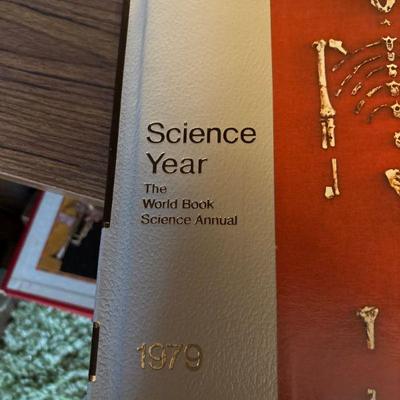 Science
Year
The
World Book
Science Annual
1979